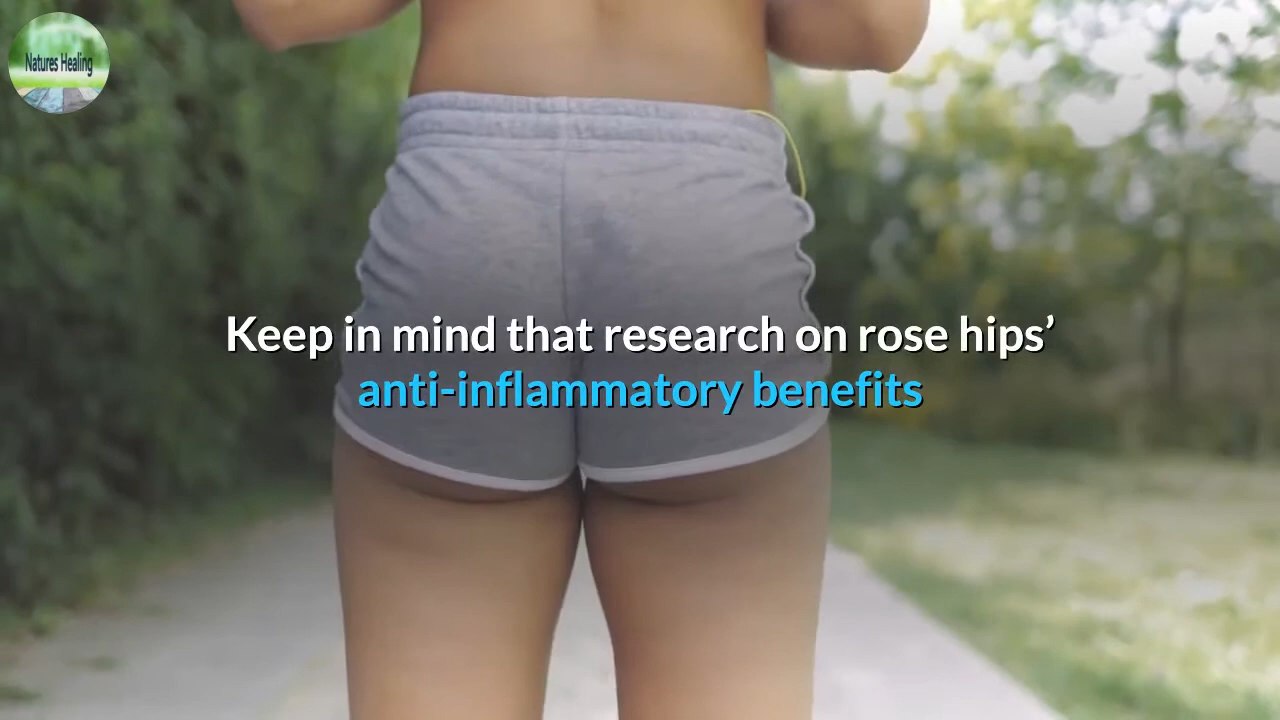 Natures Healing
Keep in mind that research on rose hips’
anti-inflammatory benefits